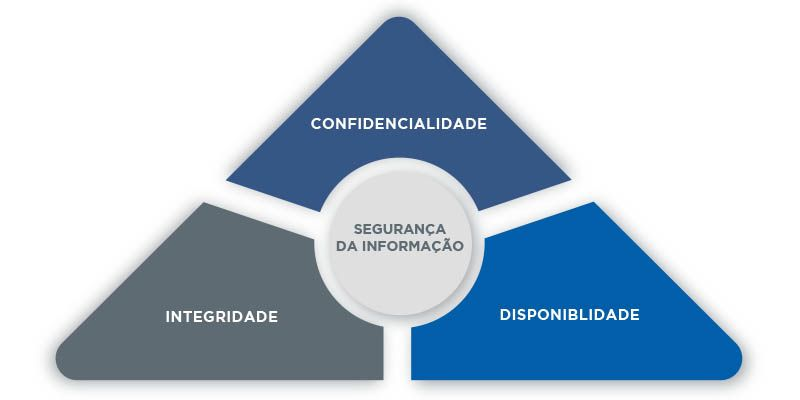 CONFIDENCIALIDADE
SEGURANÇA
DA INFORMAÇÃO
INTEGRIDADE
DISPONIBLIDADE